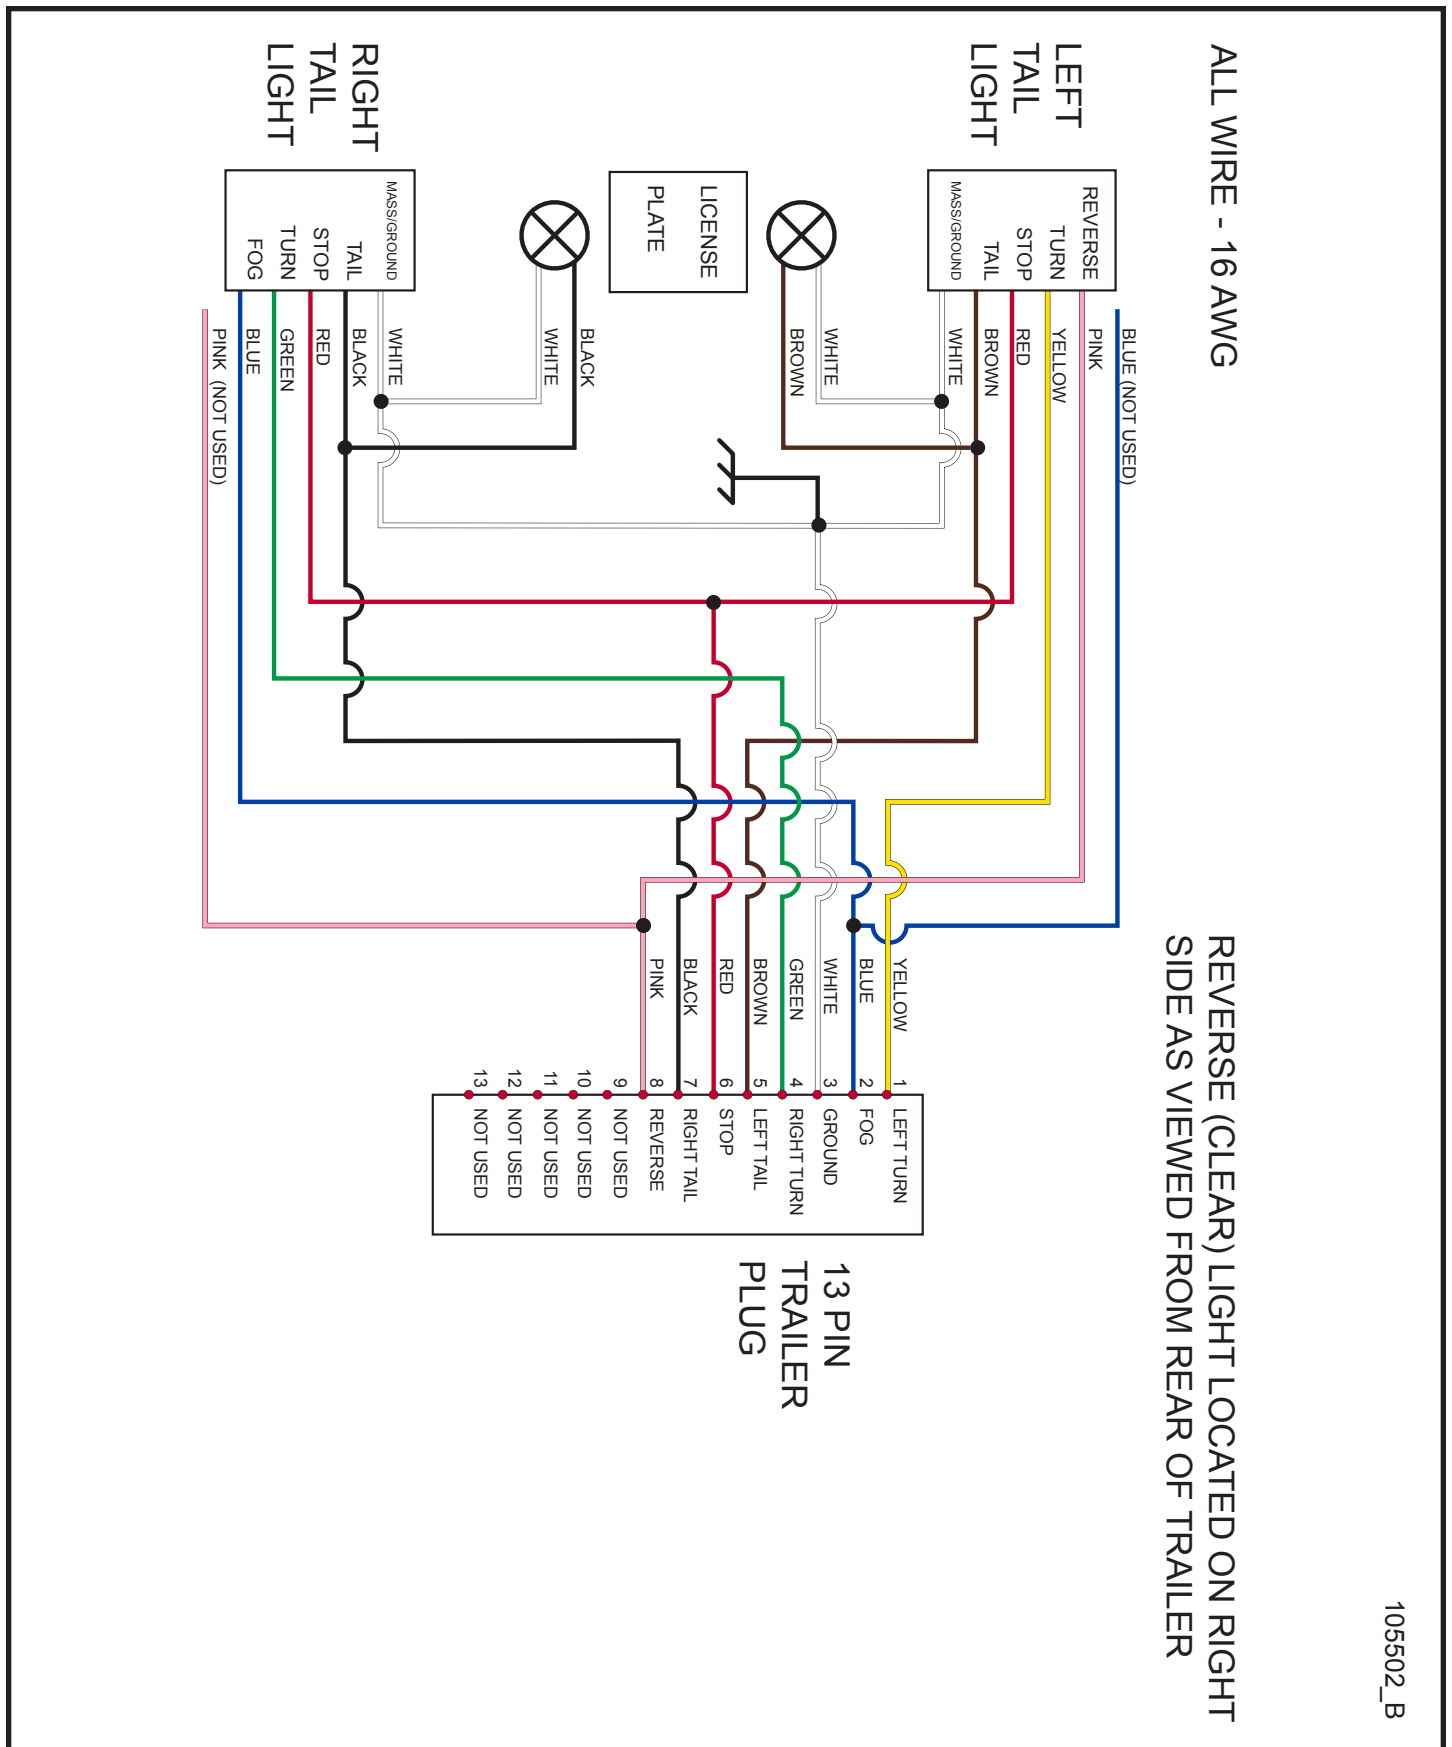 ALL WIRE - 16 AWG
LEFT
TAIL
LIGHT
REVERSE
TURN
STOP
TAIL
MASS/GROUND
BLUE (NOT USED)
PINK
YELLOW
RED
BROWN
WHITE
WHITE
BROWN
LICENSE
PLATE
BLACK
WHITE
RIGHT
TAIL
LIGHT
MASS/GROUND
TAIL
STOP
TURN
FOG
WHITE
BLACK
RED
GREEN
BLUE
PINK (NOT USED)
YELLOW
BLUE
WHITE
GREEN
BROWN
RED
BLACK
PINK
1 LEFT TURN
2 FOG
3 GROUND
4 RIGHT TURN
5 LEFT TAIL
6 STOP
7 RIGHT TAIL
8 REVERSE
9 NOT USED
10 NOT USED
11 NOT USED
12 NOT USED
13 NOT USED
13 PIN
TRAILER
PLUG
REVERSE (CLEAR) LIGHT LOCATED ON RIGHT
SIDE AS VIEWED FROM REAR OF TRAILER
105502_B